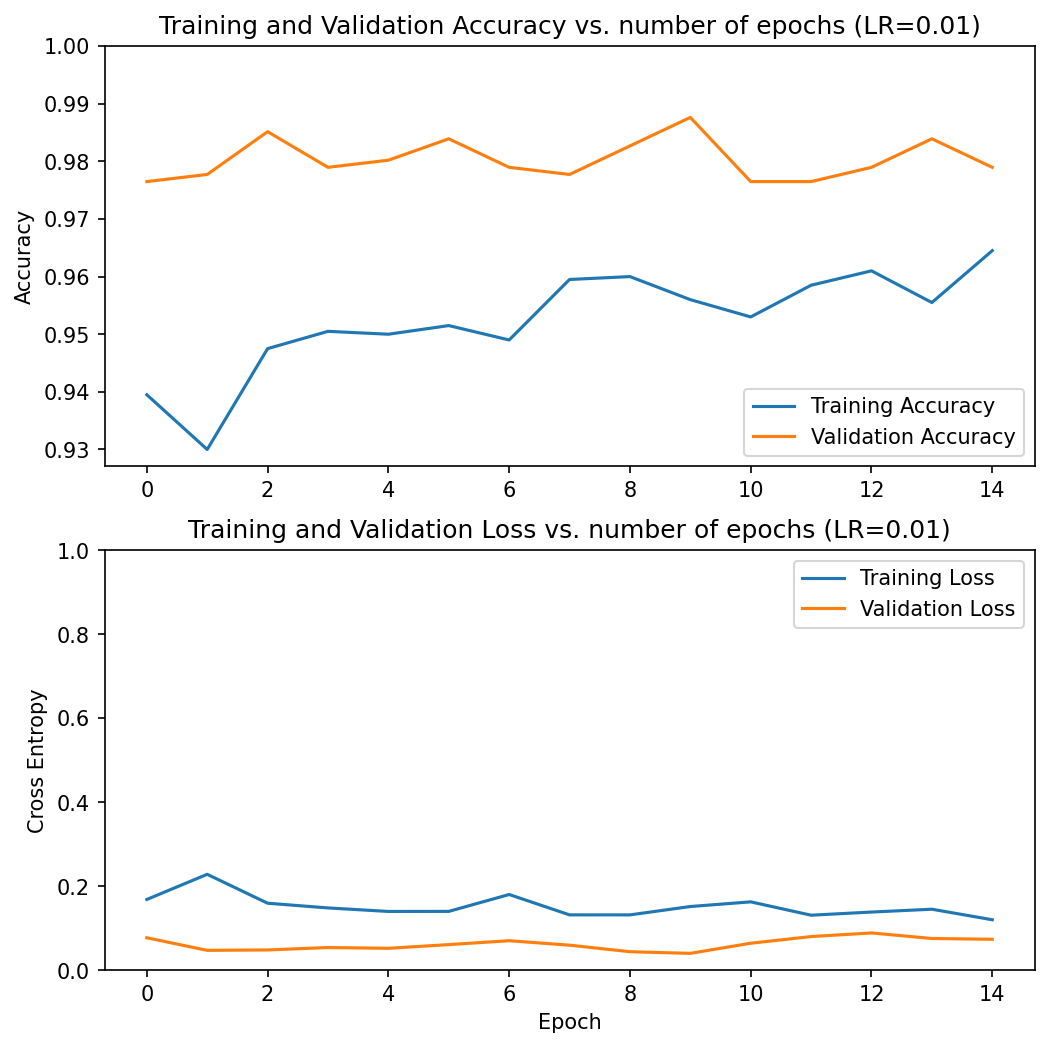 Training and Validation Accuracy vs. number of epochs (LR=0.01)
1.00
0.99
0.98
0.97
0.96
0.95
0.94
0.93
Accuracy
Training Accuracy
Validation Accuracy
0 2 4 6 8 10 12 14
Training and Validation Loss vs. number of epochs (LR=0.01)
1.0
0.8
0.6
0.4
0.2
0.0
Cross Entropy
Training Loss
Validation Loss
0 2 4 6 8 10 12 14
Epoch